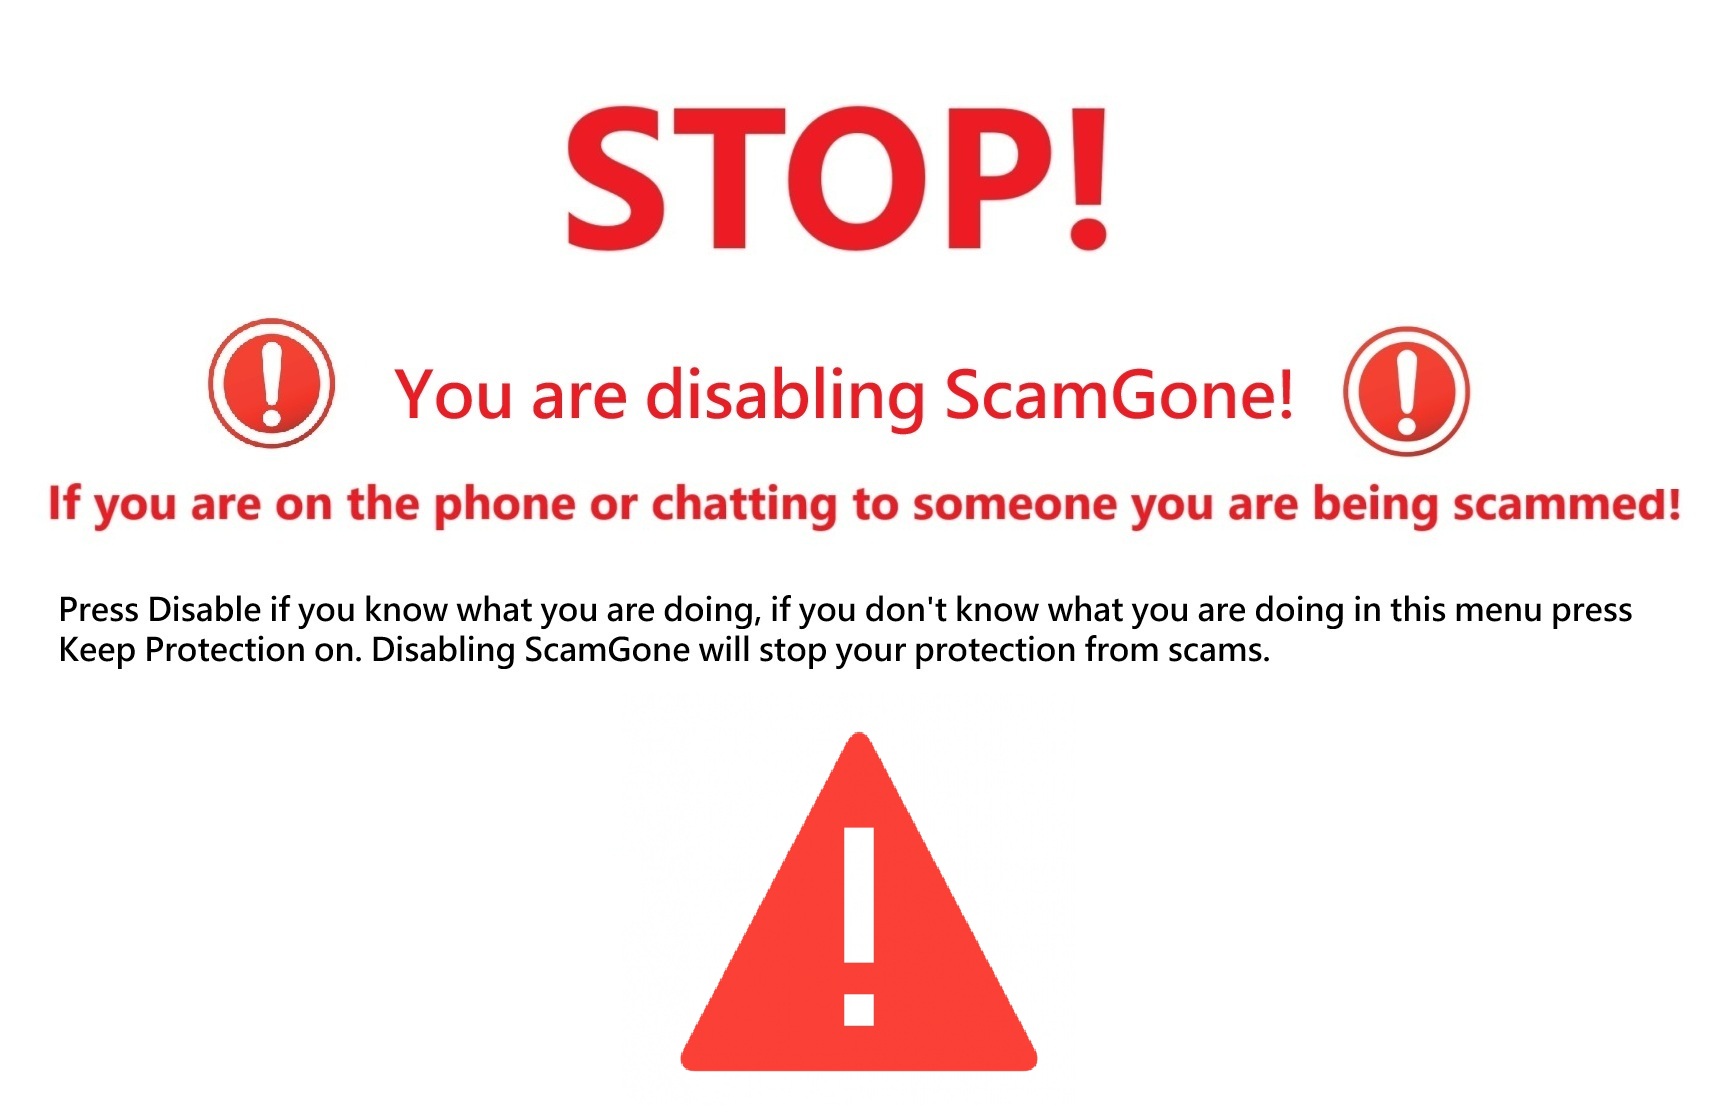 STOP!
You are disabling ScamGone!
If you are on the phone or chatting to someone you are being scammed!
Press Disable if you know what you are doing, if you don't know what you are doing in this menu press
Keep Protection on. Disabling ScamGone will stop your protection from scams.